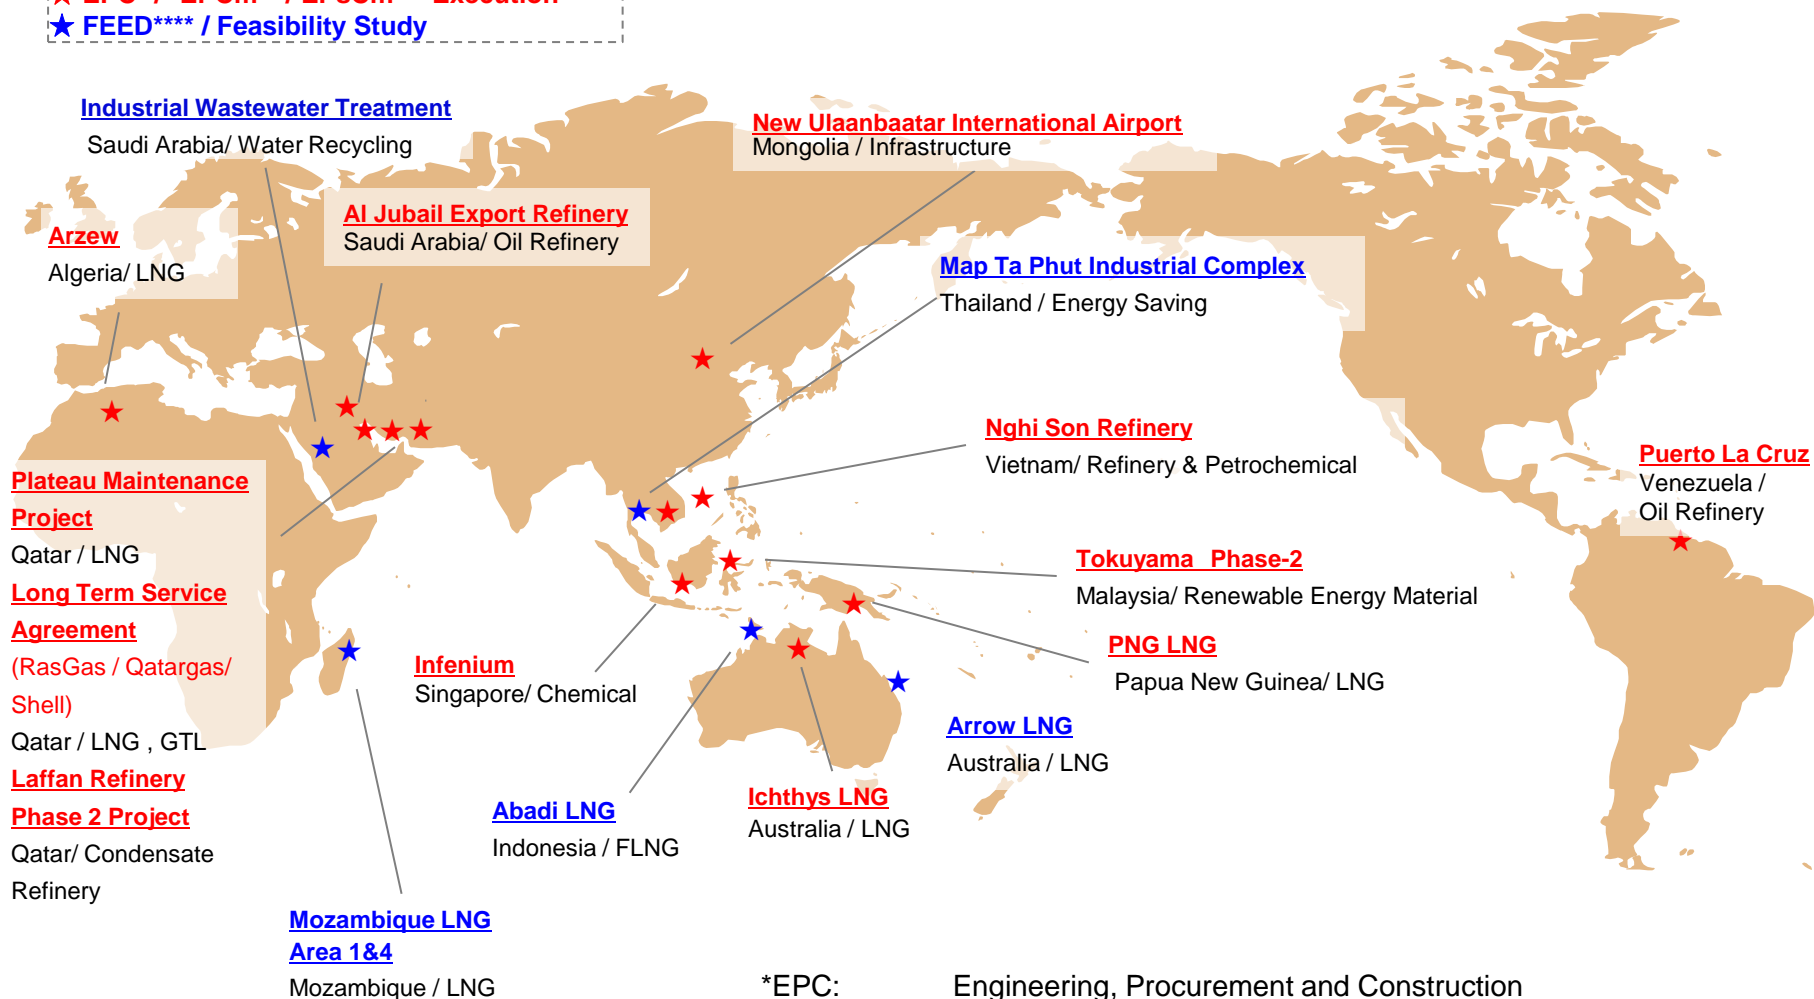 ★ FEED**** / Feasibility Study
Industrial Wastewater Treatment
Saudi Arabia/ Water Recycling
New Ulaanbaatar International Airport
Mongolia / Infrastructure
Al Jubail Export Refinery
Saudi Arabia/ Oil Refinery
Arzew
Algeria/ LNG
Map Ta Phut Industrial Complex
Thailand / Energy Saving
Nghi Son Refinery
Vietnam/ Refinery & Petrochemical
Puerto La Cruz
Venezuela /
Oil Refinery
Plateau Maintenance
Project
Qatar / LNG
Long Term Service
Agreement
(RasGas / Qatargas/
Shell)
Qatar / LNG , GTL
Laffan Refinery
Phase 2 Project
Qatar/ Condensate
Refinery
Tokuyama Phase-2
Malaysia/ Renewable Energy Material
PNG LNG
Papua New Guinea/ LNG
Infenium
Singapore/ Chemical
Arrow LNG
Australia / LNG
Ichthys LNG
Australia / LNG
Abadi LNG
Indonesia / FLNG
Mozambique LNG
Area 1&4
Mozambique / LNG
*EPC: Engineering, Procurement and Construction